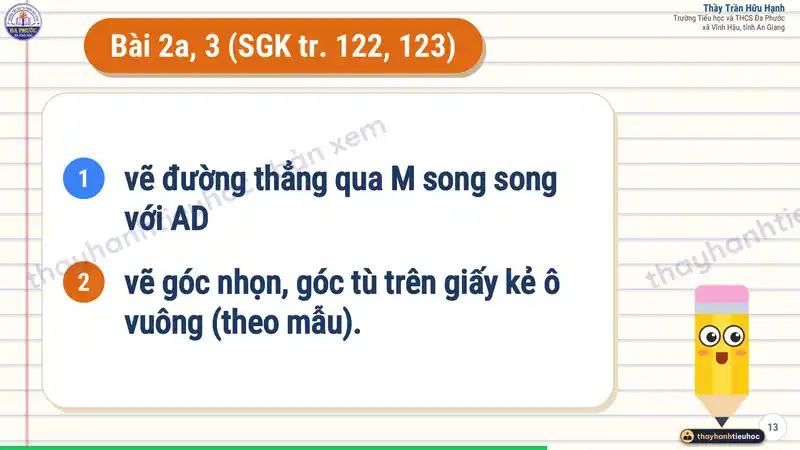 ĐA PHƯỚC
Thầy Trần Hữu Hạnh
Trường Tiểu học và THCS Đa Phước
xã Vĩnh Hậu, tỉnh An Giang
Bài 2a, 3 (SGK tr. 122, 123)
1 vẽ đường thẳng qua M song song
với AD
2 vẽ góc nhọn, góc tù trên giấy kẻ ô
vuông (theo mẫu).
13
thayhanhtieuhoc